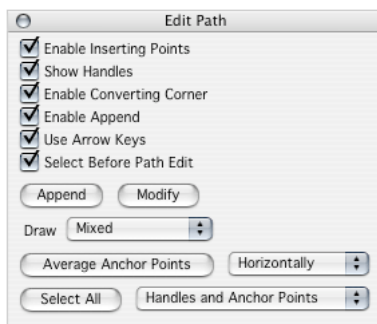 Edit Path
Enable Inserting Points
Show Handles
Enable Converting Corner
Enable Append
Use Arrow Keys
Select Before Path Edit
Append Modify
Draw Mixed
Average Anchor Points Horizontally
Select All Handles and Anchor Points